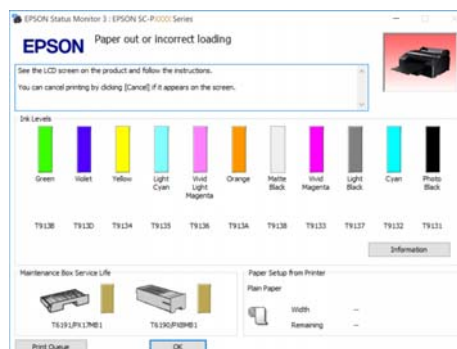 EPSON Status Monitor 3 : EPSON SC-PXXXX Series
EPSON
Paper out or incorrect loading
See the LCD screen on the product and follow the instructions.
You can cancel printing by clicking [Cancel] if it appears on the screen.
Ink Levels
Green Violet Yellow Light Cyan Vivid Light Magenta Orange Matte Black Vivid Magenta Light Black Cyan Photo Black
T913B T913D T9134 T9135 T9136 T913A T9138 T9133 T9137 T9132 T9131
Information
Maintenance Box Service Life
T6191/PX17MB1 T6190/PX8MB1
Paper Setup from Printer
Plain Paper
Width --
Remaining --
Print Queue OK